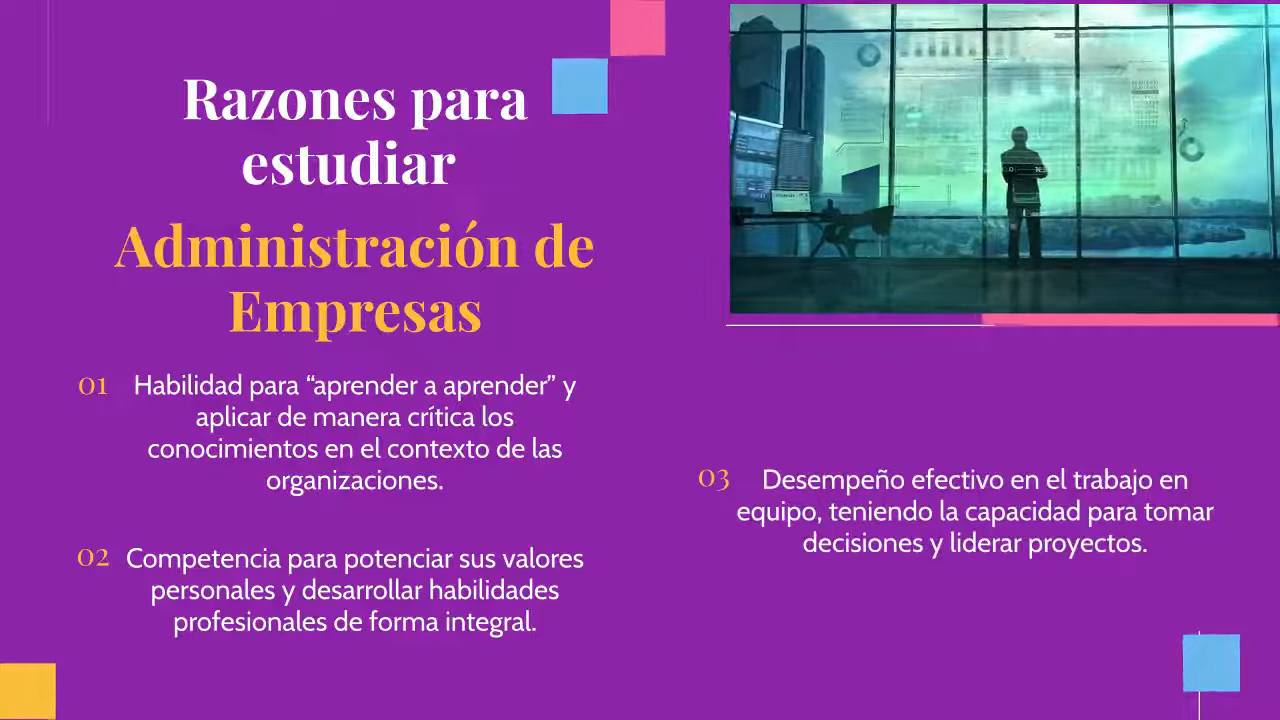 Razones para
estudiar
Administración de
Empresas
01 Habilidad para “aprender a aprender” y
aplicar de manera crítica los
conocimientos en el contexto de las
organizaciones.
02 Competencia para potenciar sus valores
personales y desarrollar habilidades
profesionales de forma integral.
03 Desempeño efectivo en el trabajo en
equipo, teniendo la capacidad para tomar
decisiones y liderar proyectos.